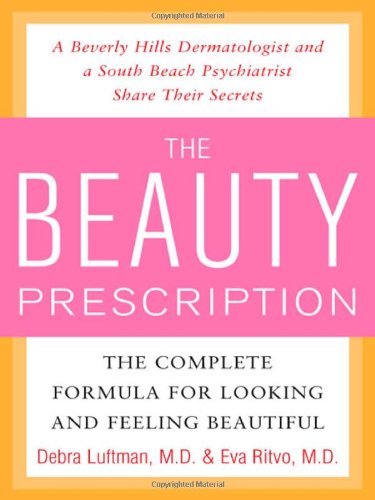 A Beverly Hills Dermatologist and
a South Beach Psychiatrist
Share Their Secrets
THE
BEAUTY
PRESCRIPTION
THE COMPLETE
FORMULA FOR LOOKING
AND FEELING BEAUTIFUL
Debra Luftman, M.D. & Eva Ritvo, M.D.